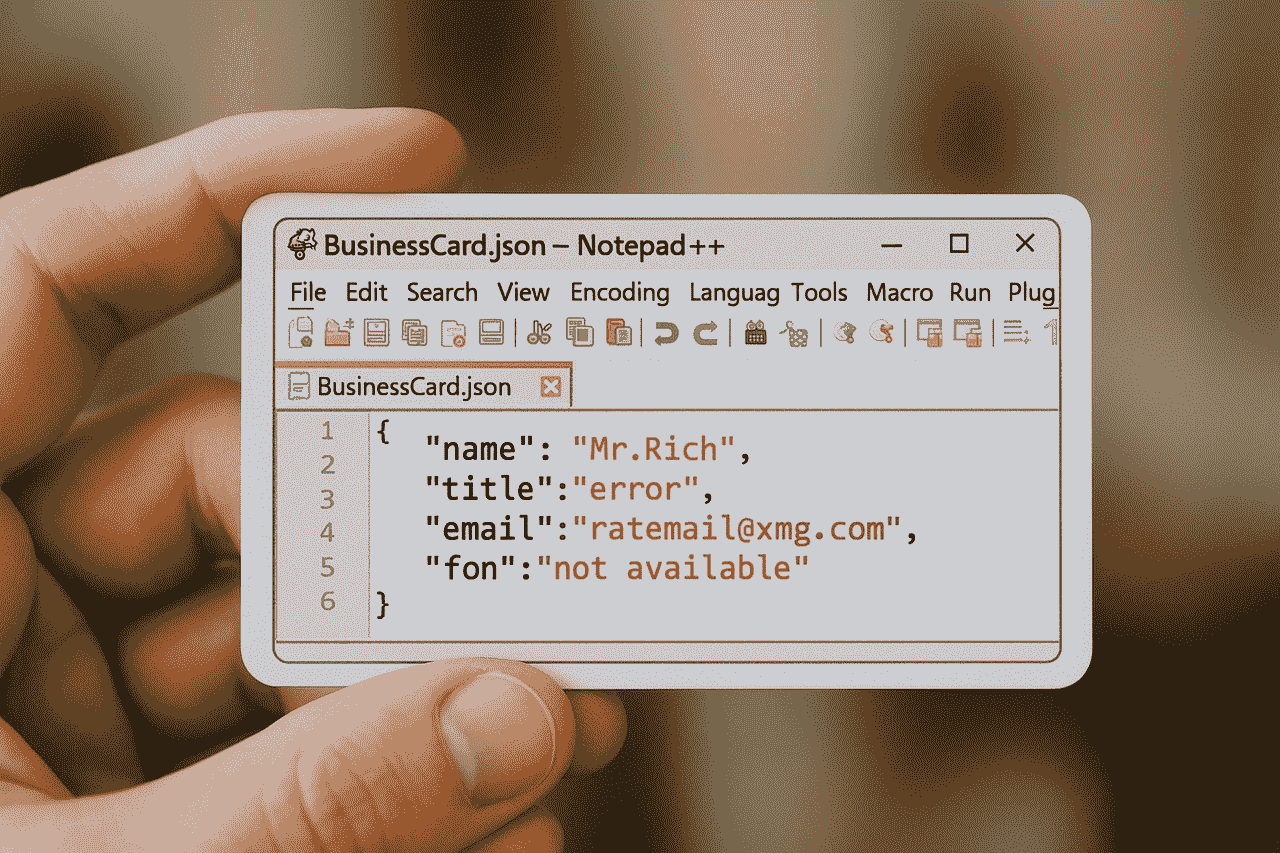 BusinessCard.json – Notepad++
File Edit Search View Encoding Languag Tools Macro Run Plug
BusinessCard.json
1 {
2 "name": "Mr.Rich",
3 "title":"error",
4 "email":"ratemail@xmg.com",
5 "fon":"not available"
6 }